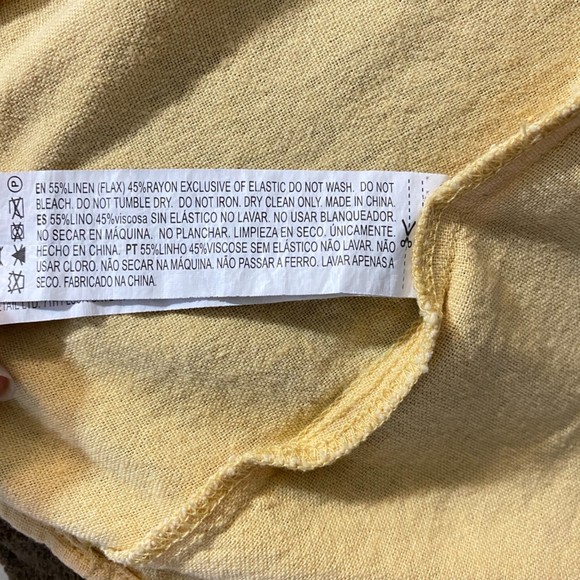 P
EN 55%LINEN (FLAX) 45%RAYON EXCLUSIVE OF ELASTIC DO NOT WASH. DO NOT
BLEACH. DO NOT TUMBLE DRY. DO NOT IRON. DRY CLEAN ONLY. MADE IN CHINA.
ES 55%LINO 45%viscosa SIN ELÁSTICO NO LAVAR. NO USAR BLANQUEADOR.
NO SECAR EN MÁQUINA. NO PLANCHAR. LIMPIEZA EN SECO. ÚNICAMENTE.
HECHO EN CHINA. PT 55%LINHO 45%VISCOSE SEM ELÁSTICO NÃO LAVAR. NÃO
USAR CLORO. NÃO SECAR NA MÁQUINA. NÃO PASSAR A FERRO. LAVAR APENAS A
SECO. FABRICADO NA CHINA.